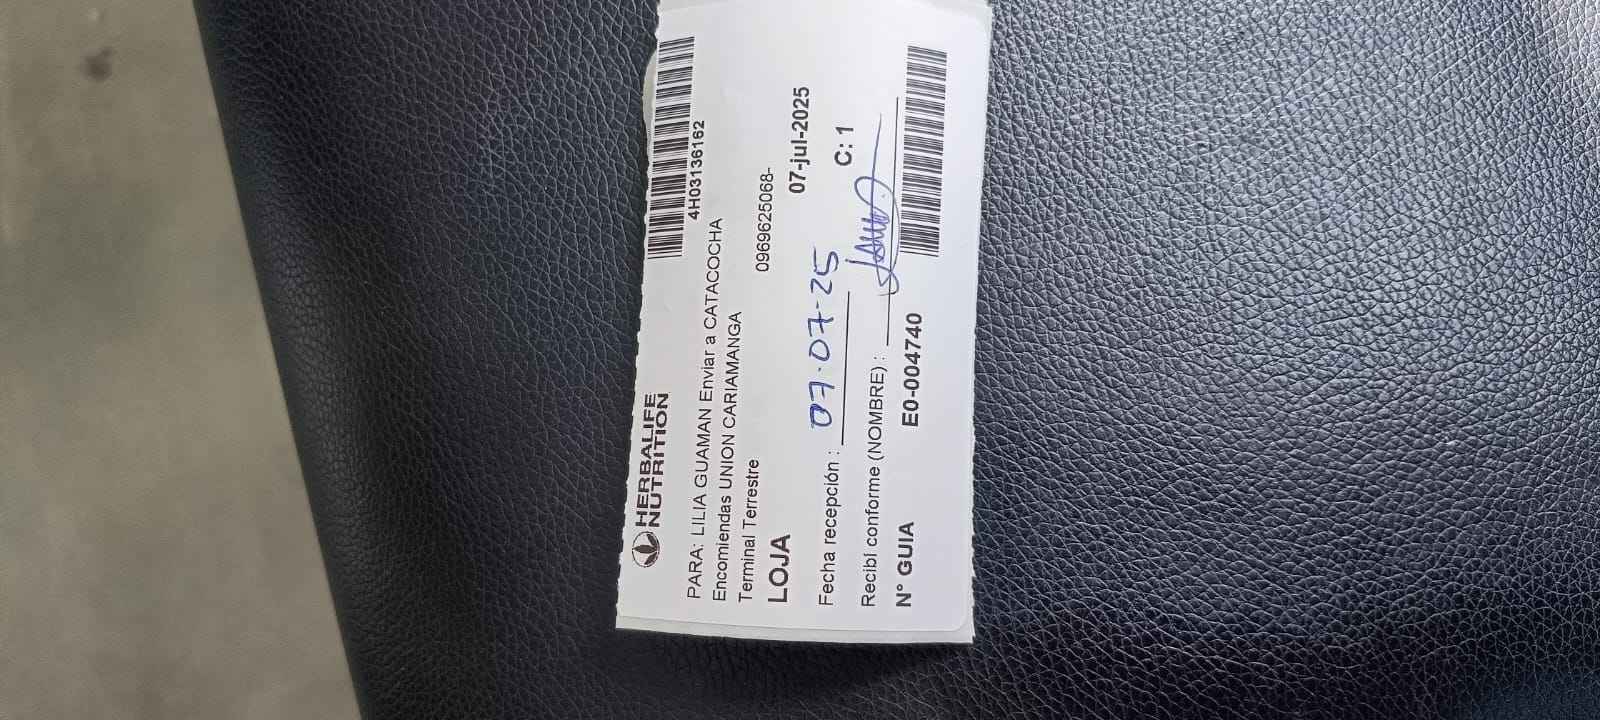 HERBALIFE
NUTRITION
4H03136162
PARA: LILIA GUAMAN Enviar a CATACOCHA
Encomiendas UNION CARIAMANGA
Terminal Terrestre
0969625068-
LOJA
07-jul-2025
Fecha recepción : 07-07-25
C: 1
Recibí conforme (NOMBRE) :
N° GUIA E0-004740